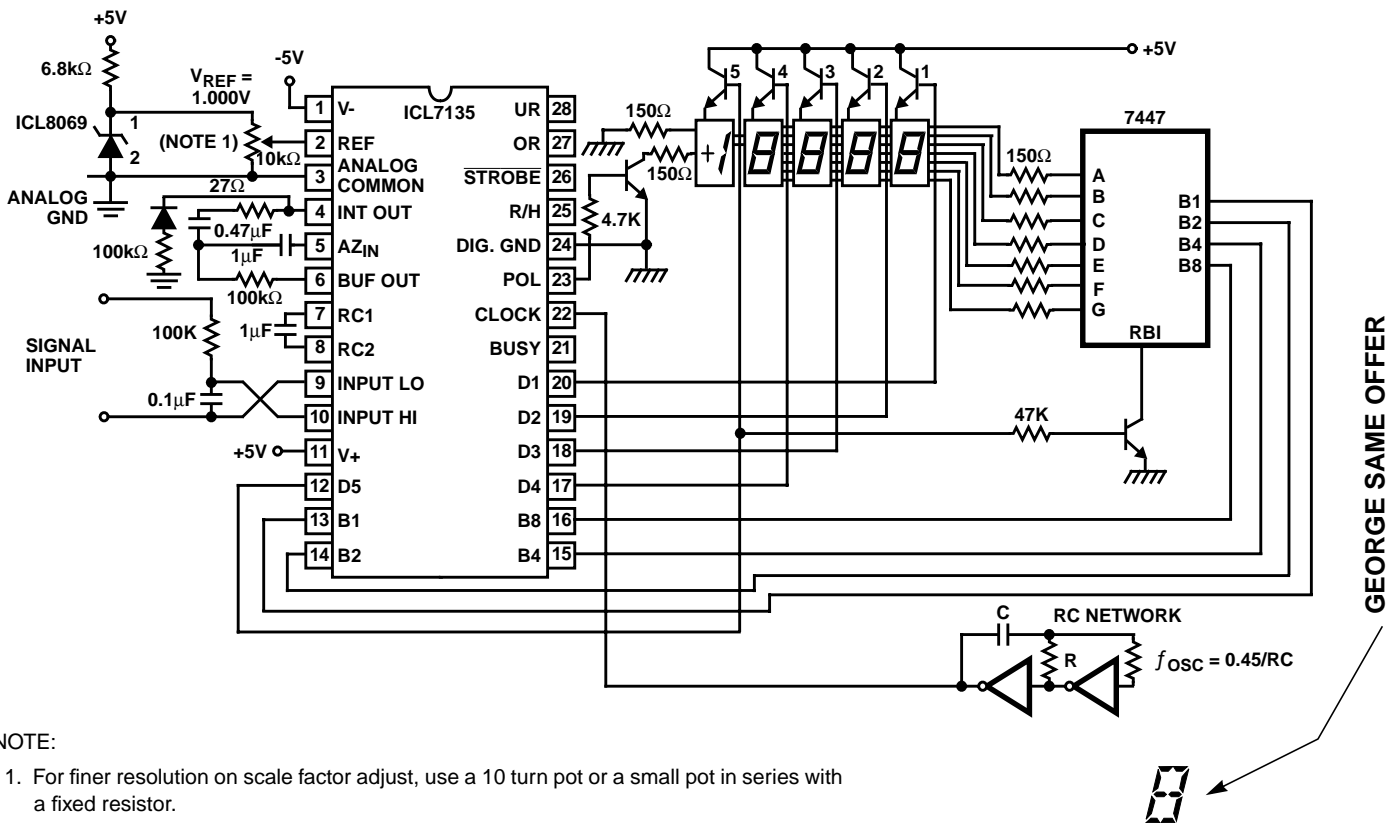 +5V
6.8kΩ
ICL8069
1
2
VREF =
1.000V
(NOTE 1)
10kΩ
ANALOG
GND
-5V
27Ω
0.47µF
100kΩ
1µF
100kΩ
SIGNAL
INPUT
100K
0.1µF
1µF
+5V
ICL7135
1 V-
2 REF
3 ANALOG
COMMON
4 INT OUT
5 AZIN
6 BUF OUT
7 RC1
8 RC2
9 INPUT LO
10 INPUT HI
11 V+
12 D5
13 B1
14 B2
UR 28
OR 27
STROBE 26
R/H 25
DIG. GND 24
POL 23
CLOCK 22
BUSY 21
D1 20
D2 19
D3 18
D4 17
B8 16
B4 15
150Ω
150Ω
4.7K
5 4 3 2 1
+5V
+1 9 9 9 9
150Ω
7447
A
B
C
D
E
F
G
B1
B2
B4
B8
RBI
47K
C
RC NETWORK
R
fOSC = 0.45/RC
GEORGE SAME OFFER
8
NOTE:
1. For finer resolution on scale factor adjust, use a 10 turn pot or a small pot in series with
a fixed resistor.